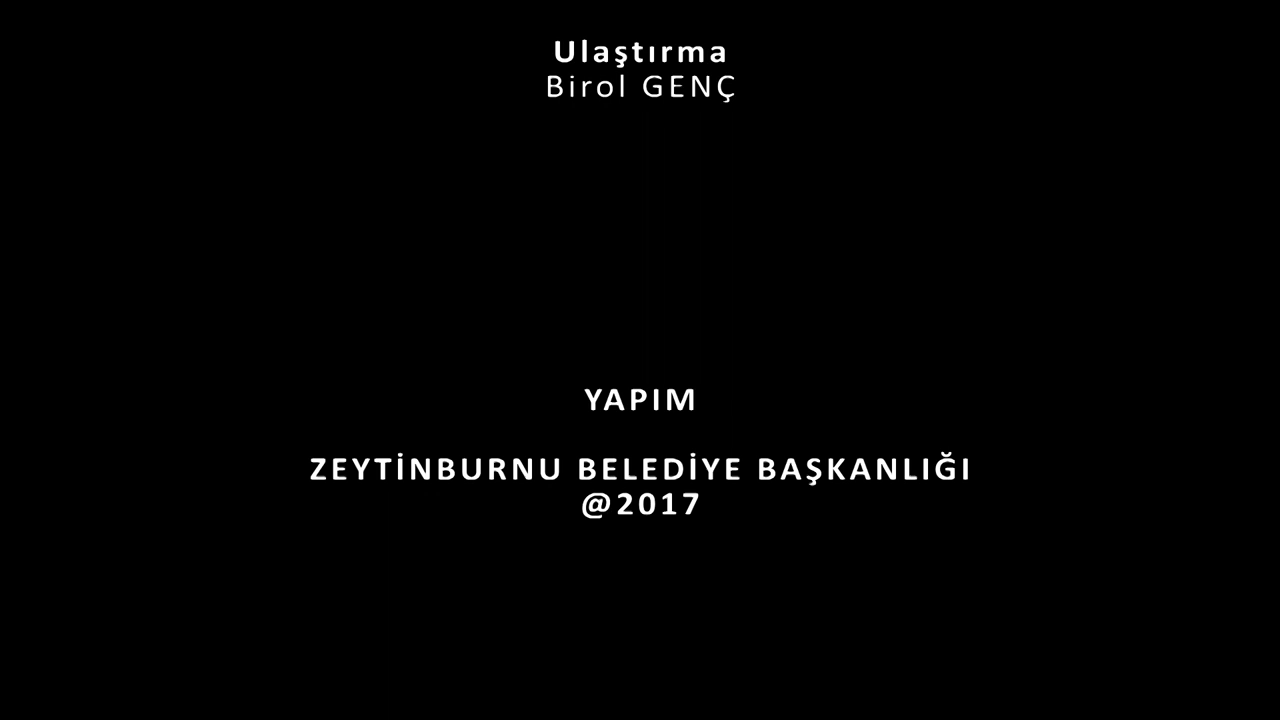 Ulaştırma
Birol GENÇ
YAPIM
ZEYTİNBURNU BELEDİYE BAŞKANLIĞI
@2017